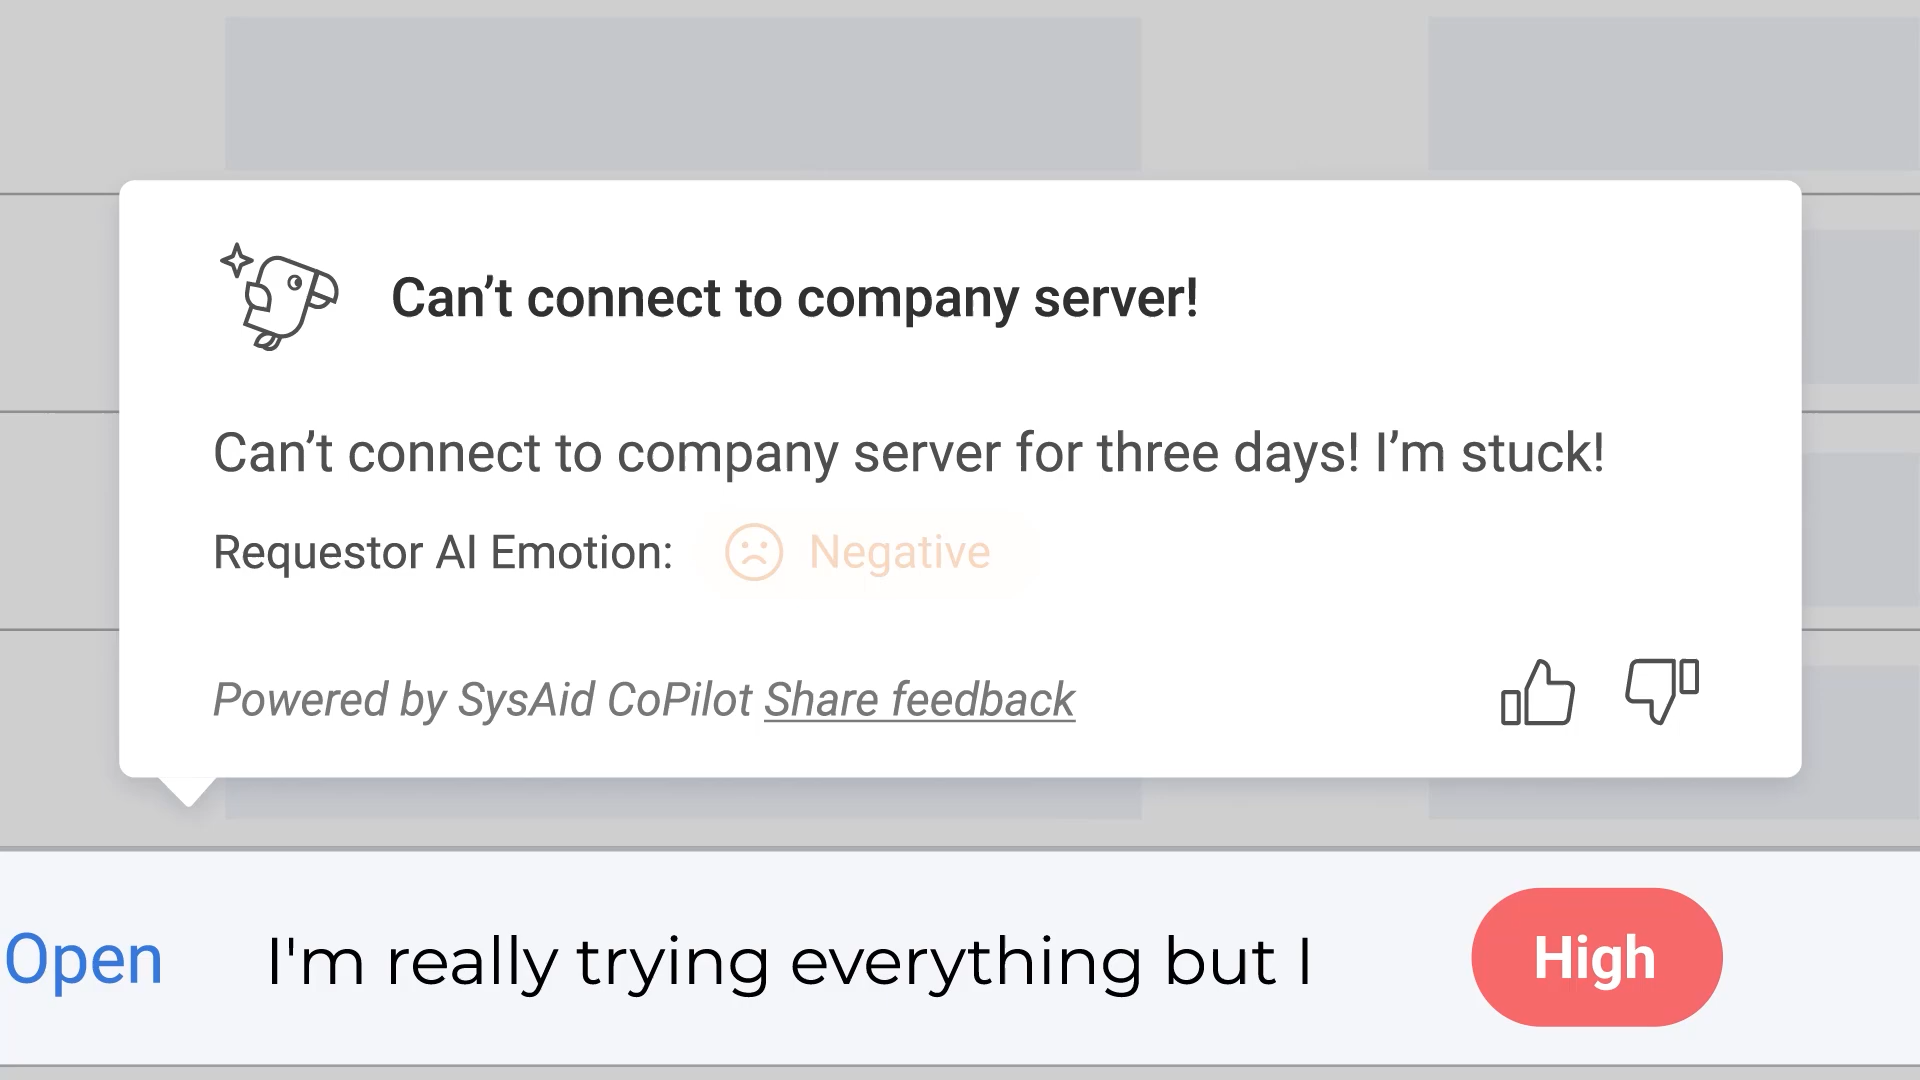 Can’t connect to company server!
Can’t connect to company server for three days! I’m stuck!
Requestor AI Emotion: Negative
Powered by SysAid CoPilot Share feedback
Open I'm really trying everything but I High